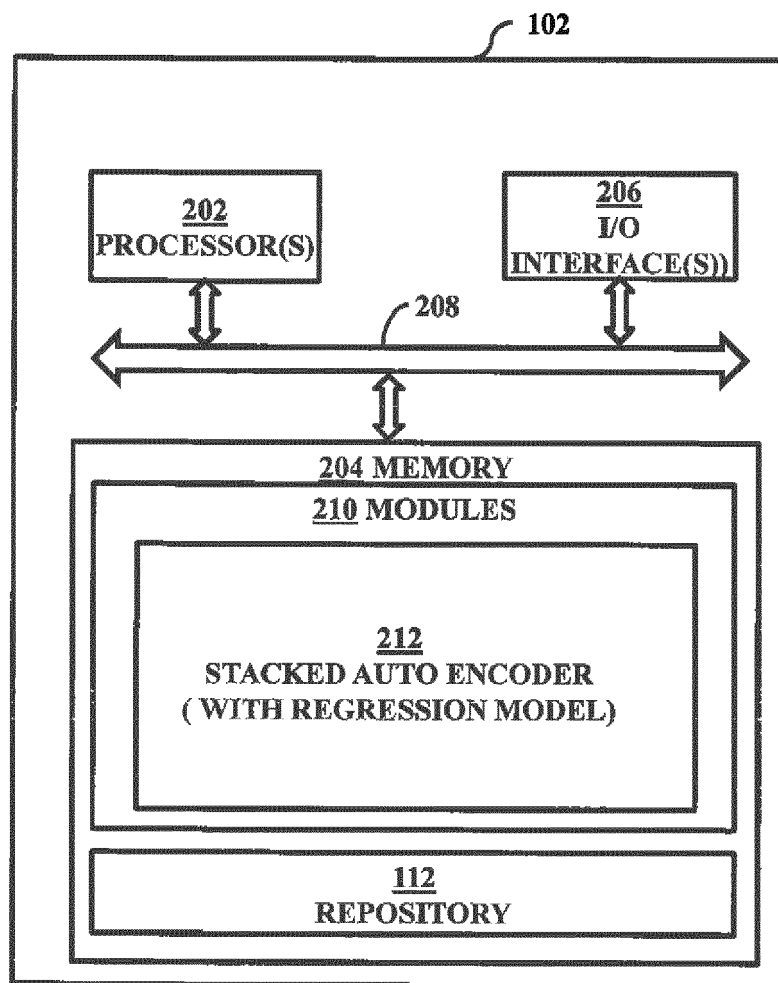 102
202
PROCESSOR(S)
206
I/O
INTERFACE(S))
208
204 MEMORY
210 MODULES
212
STACKED AUTO ENCODER
( WITH REGRESSION MODEL)
112
REPOSITORY